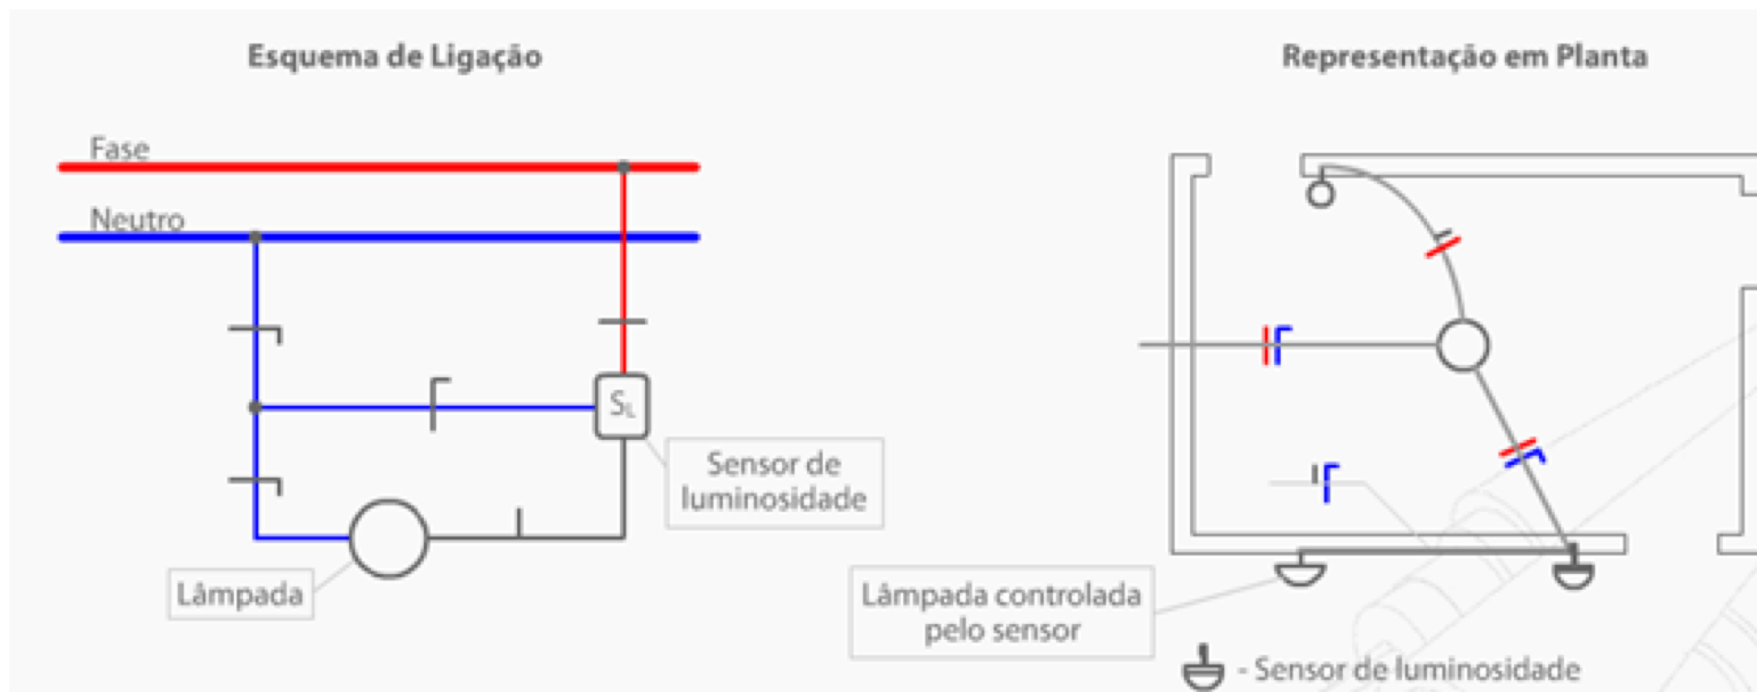 Esquema de Ligação
Representação em Planta
Fase
Neutro
SL
Sensor de
luminosidade
Lâmpada
Lâmpada controlada
pelo sensor
- Sensor de luminosidade